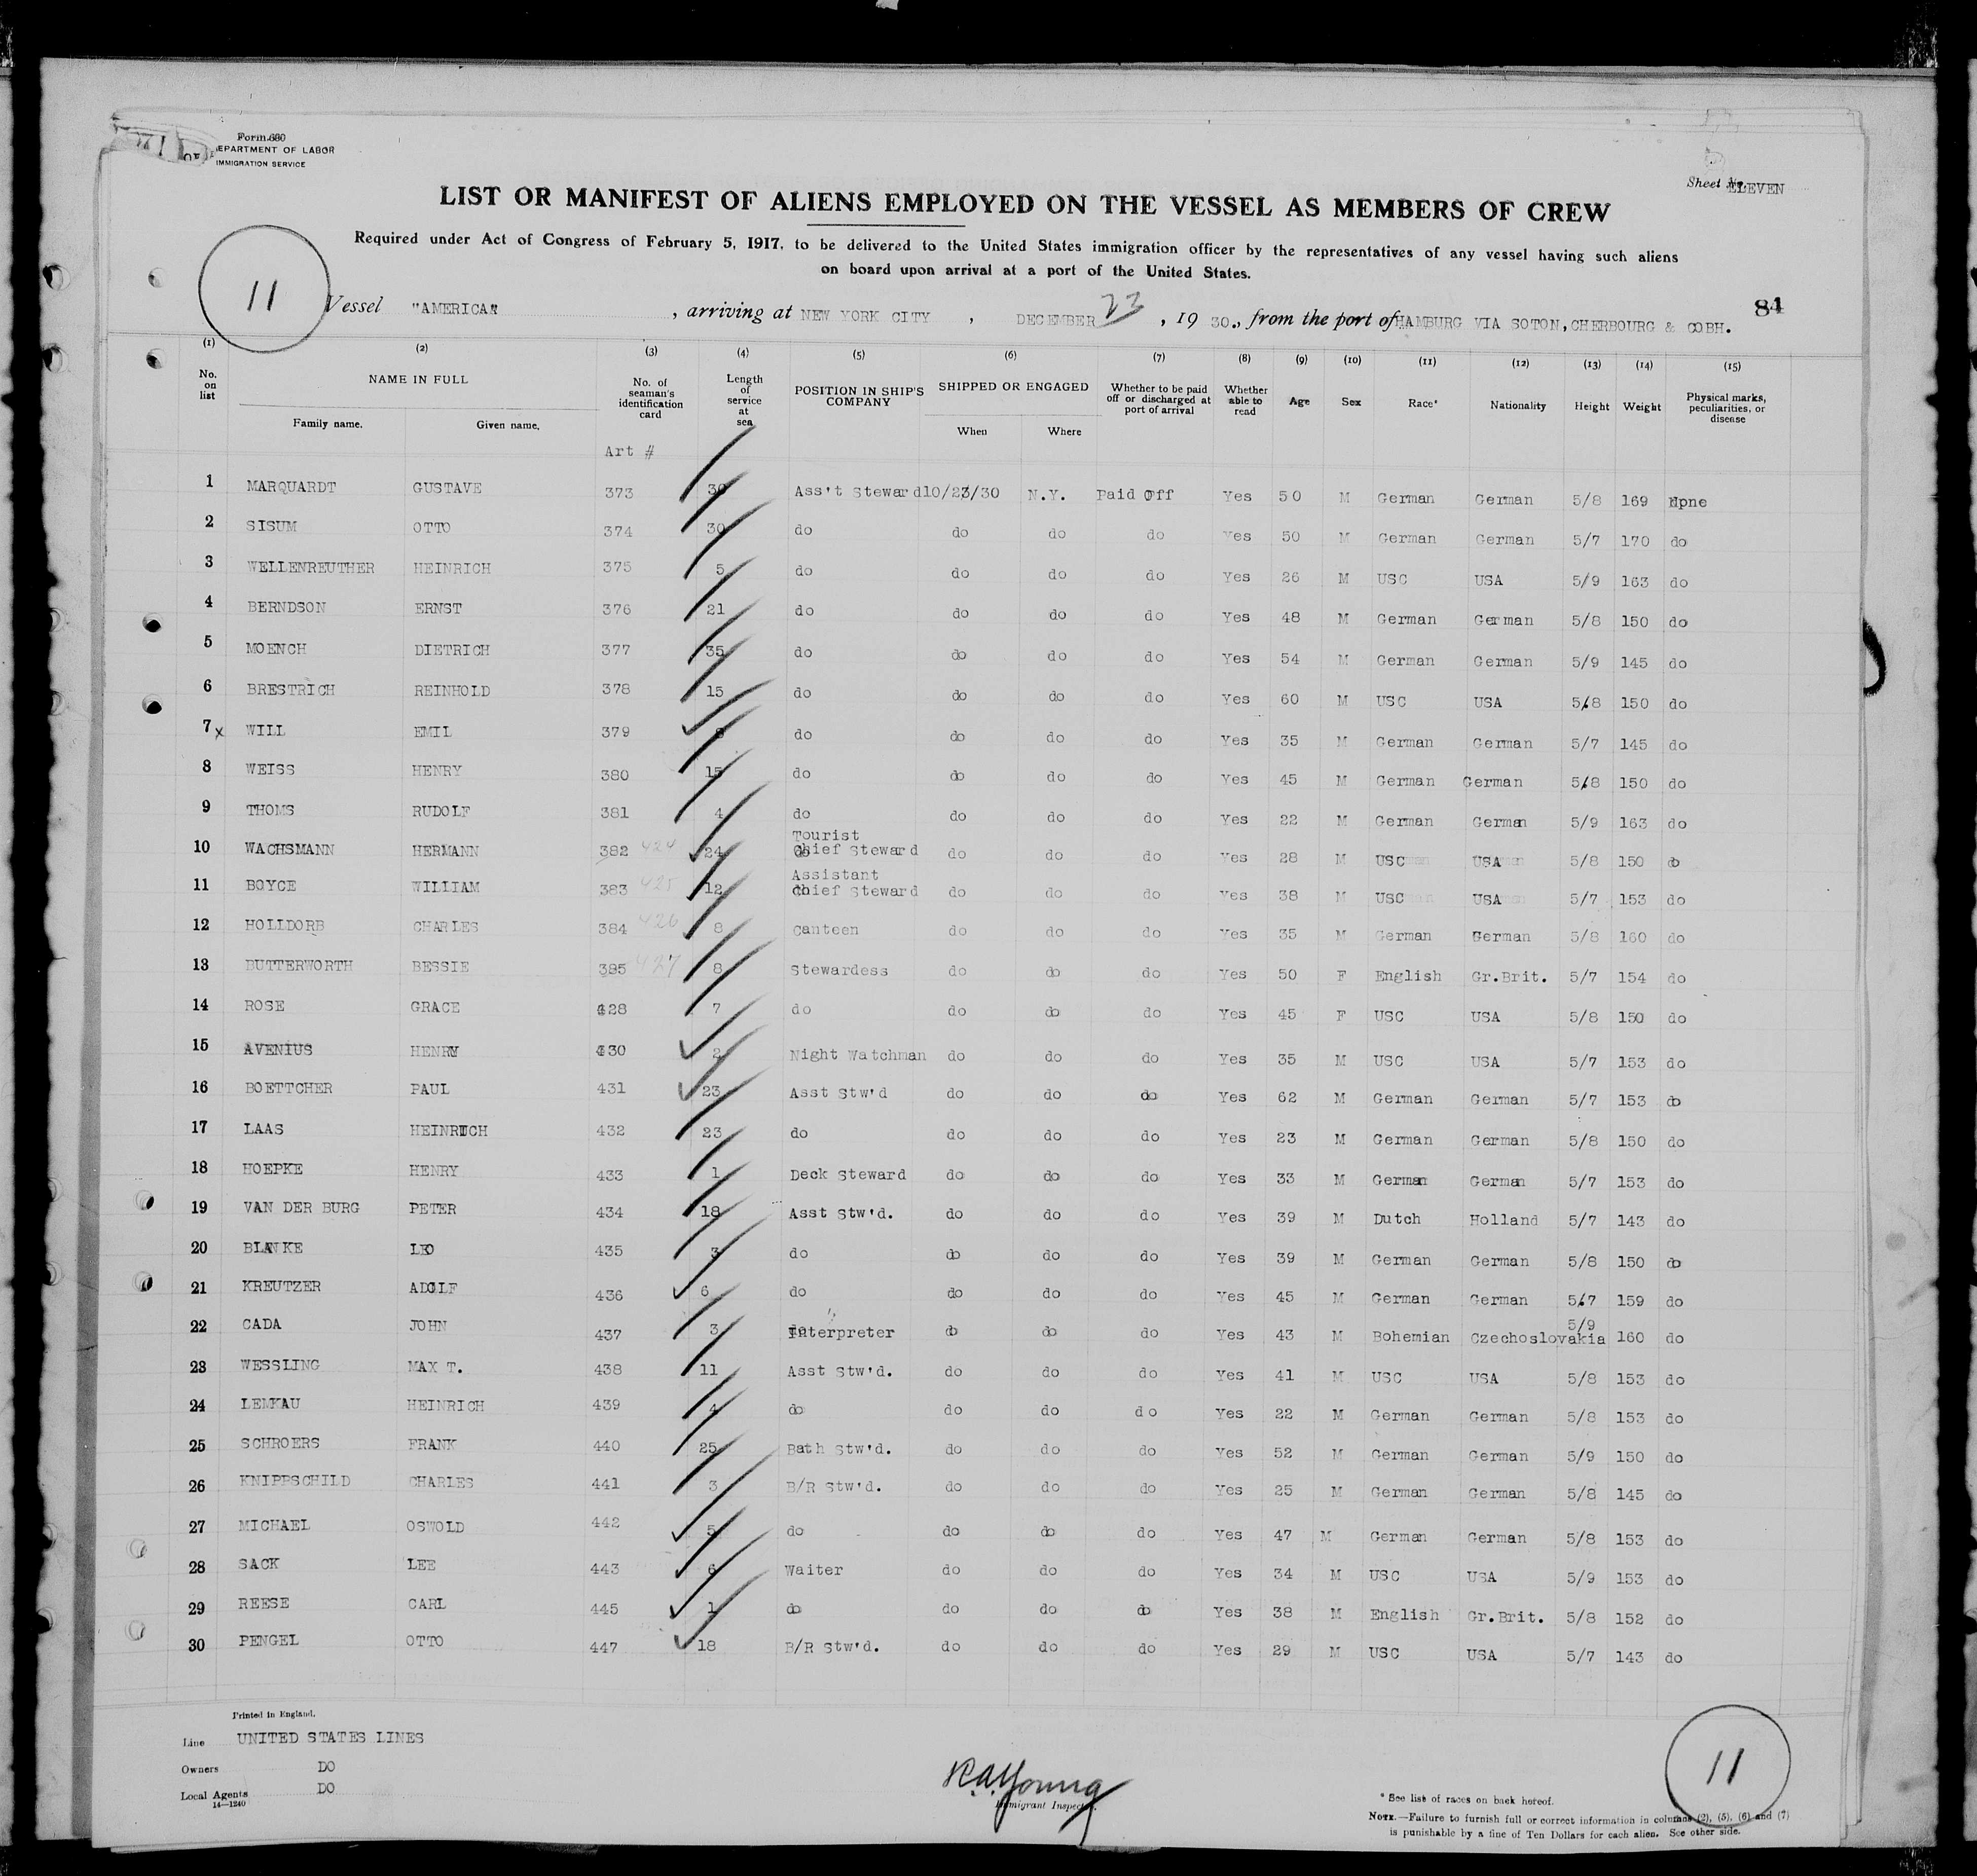 Form 680
DEPARTMENT OF LABOR
IMMIGRATION SERVICE
Sheet No. ELEVEN
LIST OR MANIFEST OF ALIENS EMPLOYED ON THE VESSEL AS MEMBERS OF CREW
Required under Act of Congress of February 5, 1917, to be delivered to the United States immigration officer by the representatives of any vessel having such aliens
on board upon arrival at a port of the United States.
11
84
Vessel "AMERICA" , arriving at NEW YORK CITY , DECEMBER 23 , 19 30., from the port of HAMBURG VIA SOTON, CHERBOURG & COBH.
(1) (2) (3) (4) (5) (6) (7) (8) (9) (10) (11) (12) (13) (14) (15)
No. on list NAME IN FULL Family name. Given name. No. of seaman's identification card Length of service at sea POSITION IN SHIP'S COMPANY SHIPPED OR ENGAGED When Where Whether to be paid off or discharged at port of arrival Whether able to read Age Sex Race* Nationality Height Weight Physical marks, peculiarities, or disease
Art #
1 MARQUARDT GUSTAVE 373 30 Ass't Steward 10/23/30 N.Y. Paid Off Yes 50 M German German 5/8 169 None
2 SISUM OTTO 374 30 do do do do Yes 50 M German German 5/7 170 do
3 WELLENREUTHER HEINRICH 375 5 do do do do Yes 26 M USC USA 5/9 163 do
4 BERNDSON ERNST 376 21 do do do do Yes 48 M German German 5/8 150 do
5 MOENCH DIETRICH 377 35 do do do do Yes 54 M German German 5/9 145 do
6 BRESTRICH REINHOLD 378 15 do do do do Yes 60 M USC USA 5/8 150 do
7 x WILL EMIL 379 8 do do do do Yes 35 M German German 5/7 145 do
8 WEISS HENRY 380 15 do do do do Yes 45 M German German 5/8 150 do
9 THOMS RUDOLF 381 4 do do do do Yes 22 M German German 5/9 163 do
10 WACHSMANN HERMANN 382 424 24 Tourist Chief Steward do do do Yes 28 M USC USA 5/8 150 do
11 BOYCE WILLIAM 383 425 12 Assistant Chief Steward do do do Yes 38 M USC USA 5/7 153 do
12 HOLLDORB CHARLES 384 426 8 Canteen do do do Yes 35 M German German 5/8 160 do
13 BUTTERWORTH BESSIE 385 427 8 Stewardess do do do Yes 50 F English Gr.Brit. 5/7 154 do
14 ROSE GRACE 428 7 do do do do Yes 45 F USC USA 5/8 150 do
15 AVENIUS HENRY 430 2 Night Watchman do do do Yes 35 M USC USA 5/7 153 do
16 BOETTCHER PAUL 431 23 Asst Stw'd do do do Yes 62 M German German 5/7 153 do
17 LAAS HEINRICH 432 23 do do do do Yes 23 M German German 5/8 150 do
18 HOEPKE HENRY 433 1 Deck Steward do do do Yes 33 M German German 5/7 153 do
19 VAN DER BURG PETER 434 18 Asst Stw'd. do do do Yes 39 M Dutch Holland 5/7 143 do
20 BLANKE LEO 435 3 do do do do Yes 39 M German German 5/8 150 do
21 KREUTZER ADOLF 436 6 do do do do Yes 45 M German German 5/7 159 do
22 CADA JOHN 437 3 Interpreter do do do Yes 43 M Bohemian Czechoslovakia 5/9 160 do
23 WESSLING MAX T. 438 11 Asst Stw'd. do do do Yes 41 M USC USA 5/8 153 do
24 LEMKAU HEINRICH 439 4 do do do do Yes 22 M German German 5/8 153 do
25 SCHROERS FRANK 440 25 Bath Stw'd. do do do Yes 52 M German German 5/9 150 do
26 KNIPPSCHILD CHARLES 441 3 B/R Stw'd. do do do Yes 25 M German German 5/8 145 do
27 MICHAEL OSWOLD 442 5 do do do do Yes 47 M German German 5/8 153 do
28 SACK LEE 443 6 Waiter do do do Yes 34 M USC USA 5/9 153 do
29 REESE CARL 445 1 do do do do Yes 38 M English Gr.Brit. 5/8 152 do
30 PENGEL OTTO 447 18 B/R Stw'd. do do do Yes 29 M USC USA 5/7 143 do
Printed in England.
Line UNITED STATES LINES
Owners DO
Local Agents DO
14—1240
R.A. Young
Immigrant Inspector.
11
* See list of races on back hereof.
NOTE.—Failure to furnish full or correct information in columns (2), (5), (6) and (7)
is punishable by a fine of Ten Dollars for each alien. See other side.